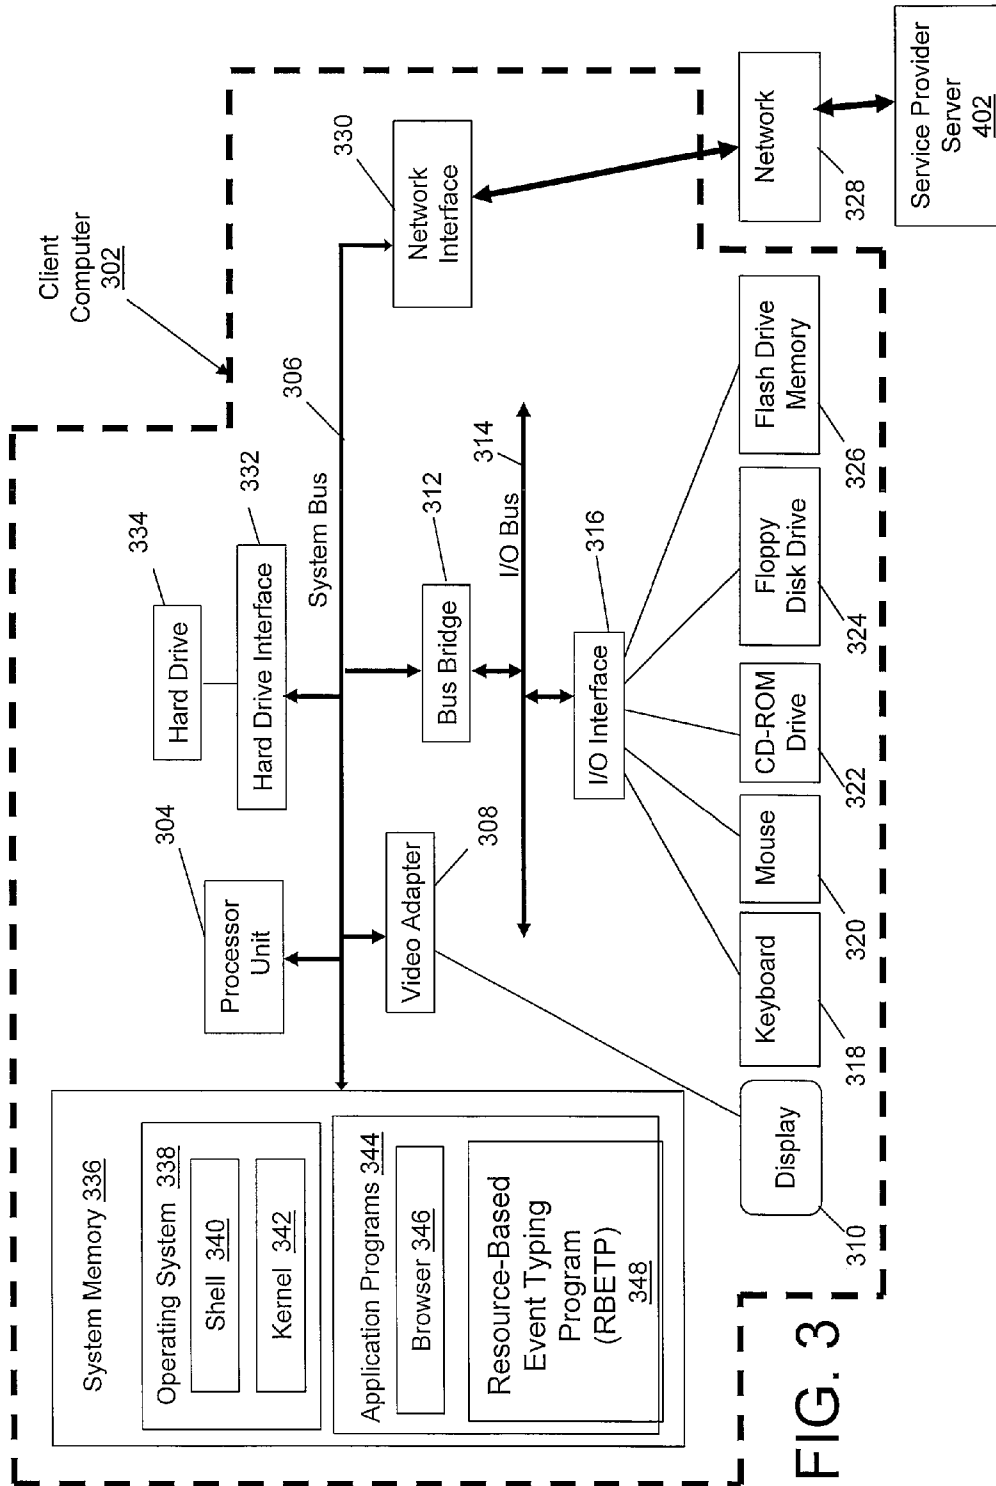 Client
Computer
302
System Memory 336
Operating System 338
Shell 340
Kernel 342
Application Programs 344
Browser 346
Resource-Based
Event Typing
Program
(RBETP)
348
304
Processor
Unit
334
Hard Drive
332
Hard Drive Interface
System Bus
306
330
Network
Interface
Video Adapter
308
312
Bus Bridge
I/O Bus
314
316
I/O Interface
Display
310
Keyboard
318
Mouse
320
CD-ROM
Drive
322
Floppy
Disk Drive
324
Flash Drive
Memory
326
Network
328
Service Provider
Server
402
FIG. 3